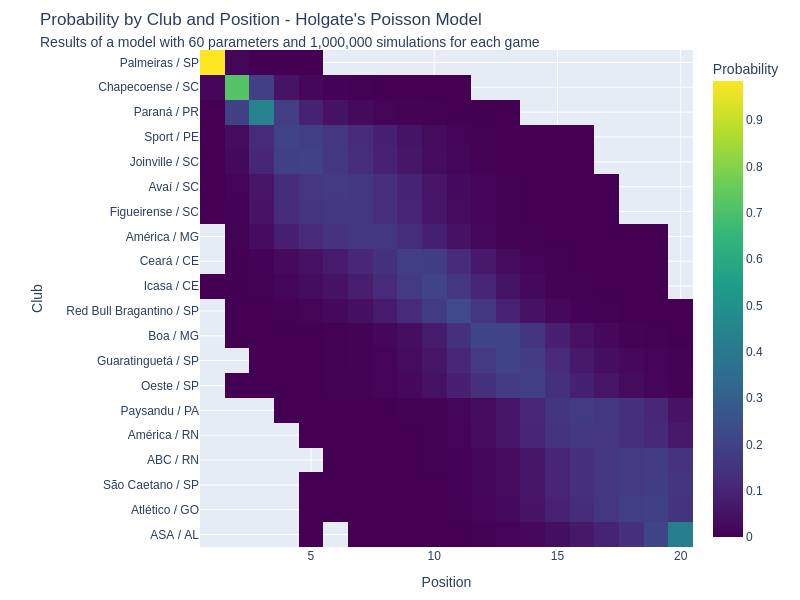 Probability by Club and Position - Holgate's Poisson Model
Results of a model with 60 parameters and 1,000,000 simulations for each game
Probability
Club
Palmeiras / SP
Chapecoense / SC
Paraná / PR
Sport / PE
Joinville / SC
Avaí / SC
Figueirense / SC
América / MG
Ceará / CE
Icasa / CE
Red Bull Bragantino / SP
Boa / MG
Guaratinguetá / SP
Oeste / SP
Paysandu / PA
América / RN
ABC / RN
São Caetano / SP
Atlético / GO
ASA / AL
0.9
0.8
0.7
0.6
0.5
0.4
0.3
0.2
0.1
0
5
10
15
20
Position